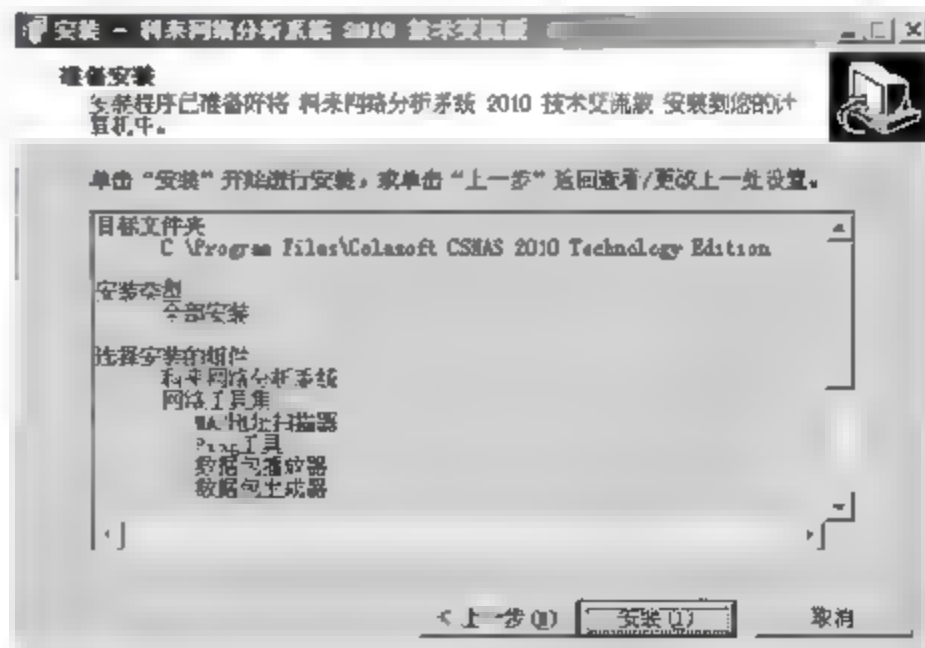 安装 - 科来网络分析系统 2010 技术交流版
准备安装
安装程序已准备好将 科来网络分析系统 2010 技术交流版 安装到您的计
算机中。
单击“安装”开始进行安装，或单击“上一步”返回查看/更改上一处设置。
目标文件夹
C:\Program Files\Colasoft CSNAS 2010 Technology Edition
安装类型
全部安装
选择安装的组件
科来网络分析系统
网络工具集
MAC地址扫描器
Ping工具
数据包播放器
数据包生成器
< 上一步(B)
安装(I)
取消